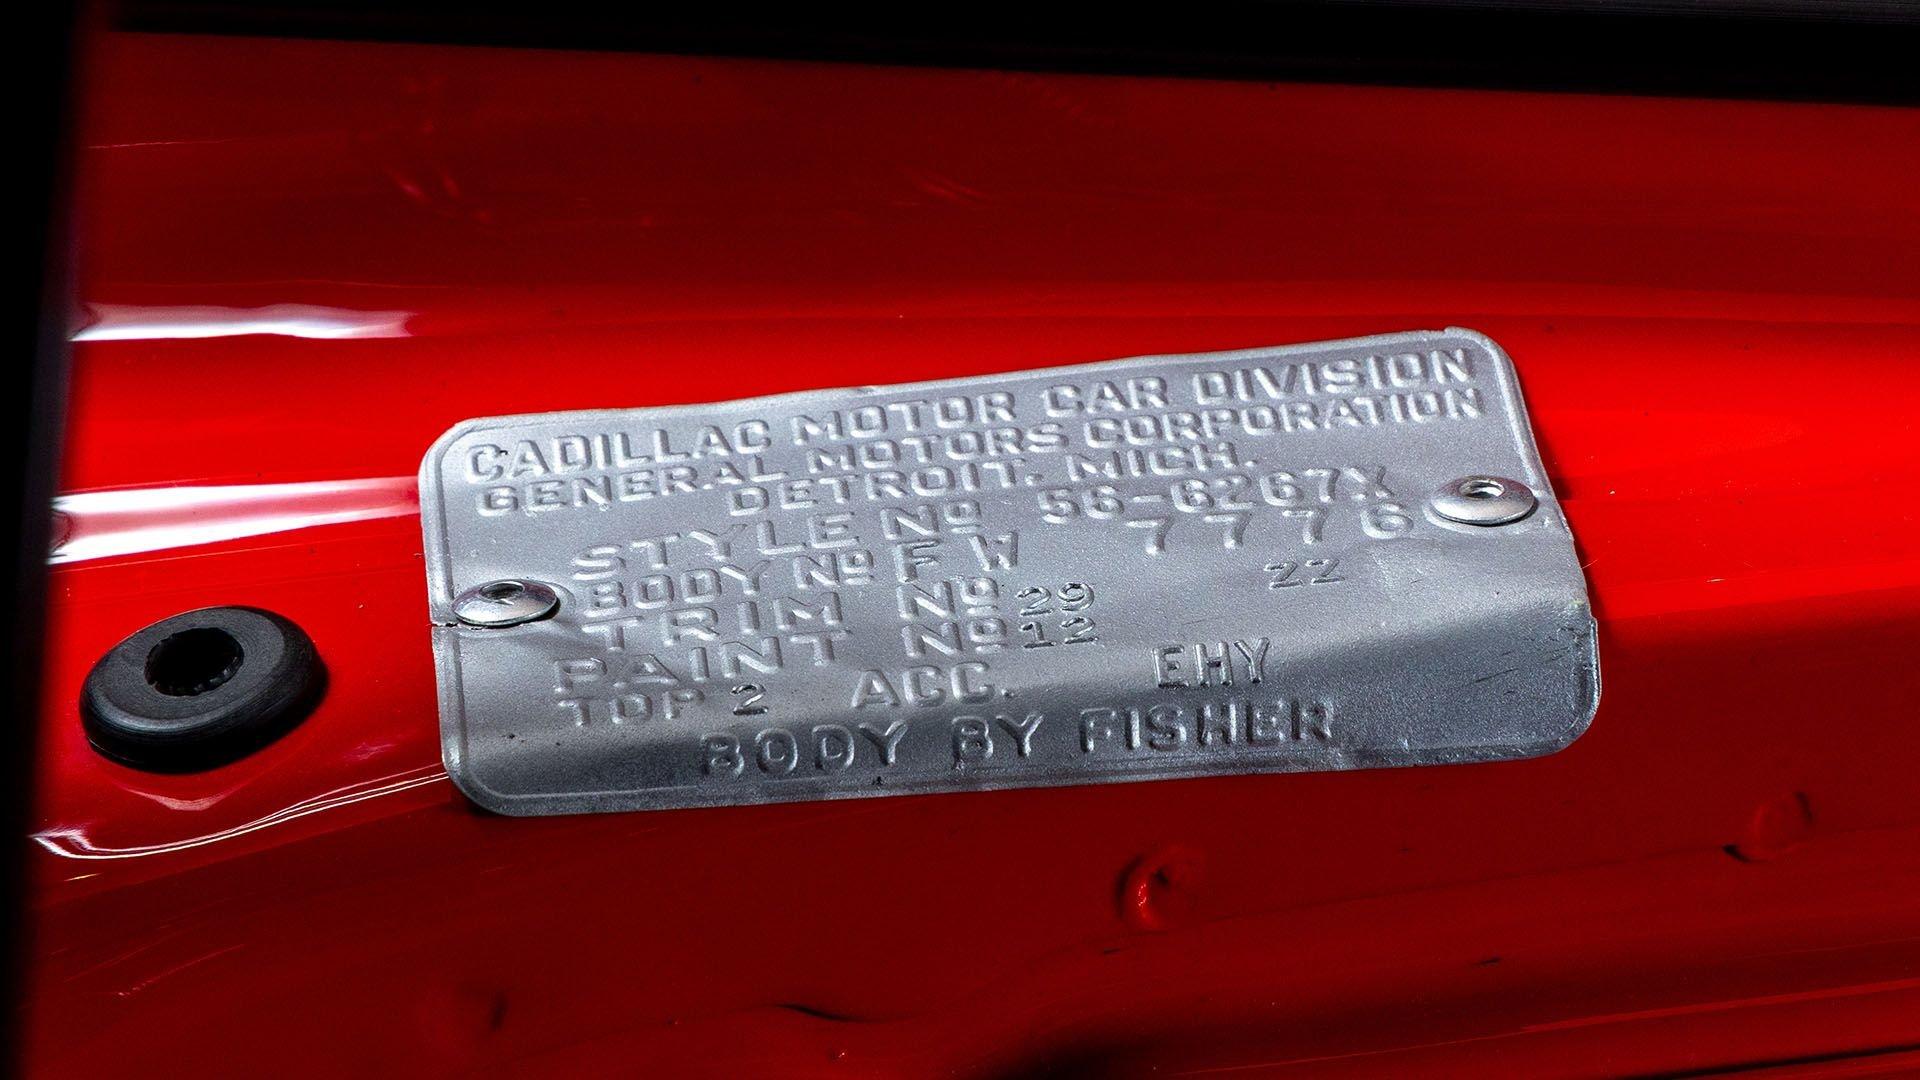 CADILLAC MOTOR CAR DIVISION
GENERAL MOTORS CORPORATION
DETROIT, MICH.
STYLE Nº 56-6267X
BODY Nº FW 7776
TRIM Nº 29 22
PAINT Nº 12
TOP 2 ACC. EHY
BODY BY FISHER